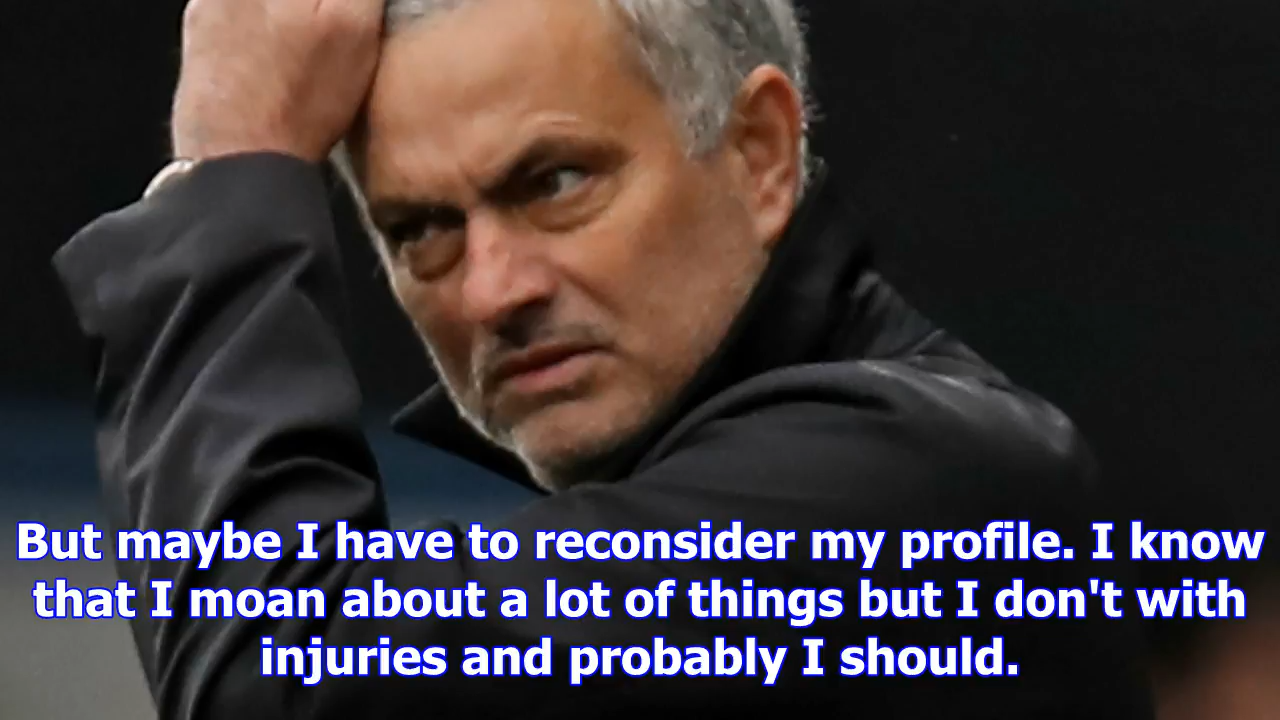 But maybe I have to reconsider my profile. I know
that I moan about a lot of things but I don't with
injuries and probably I should.